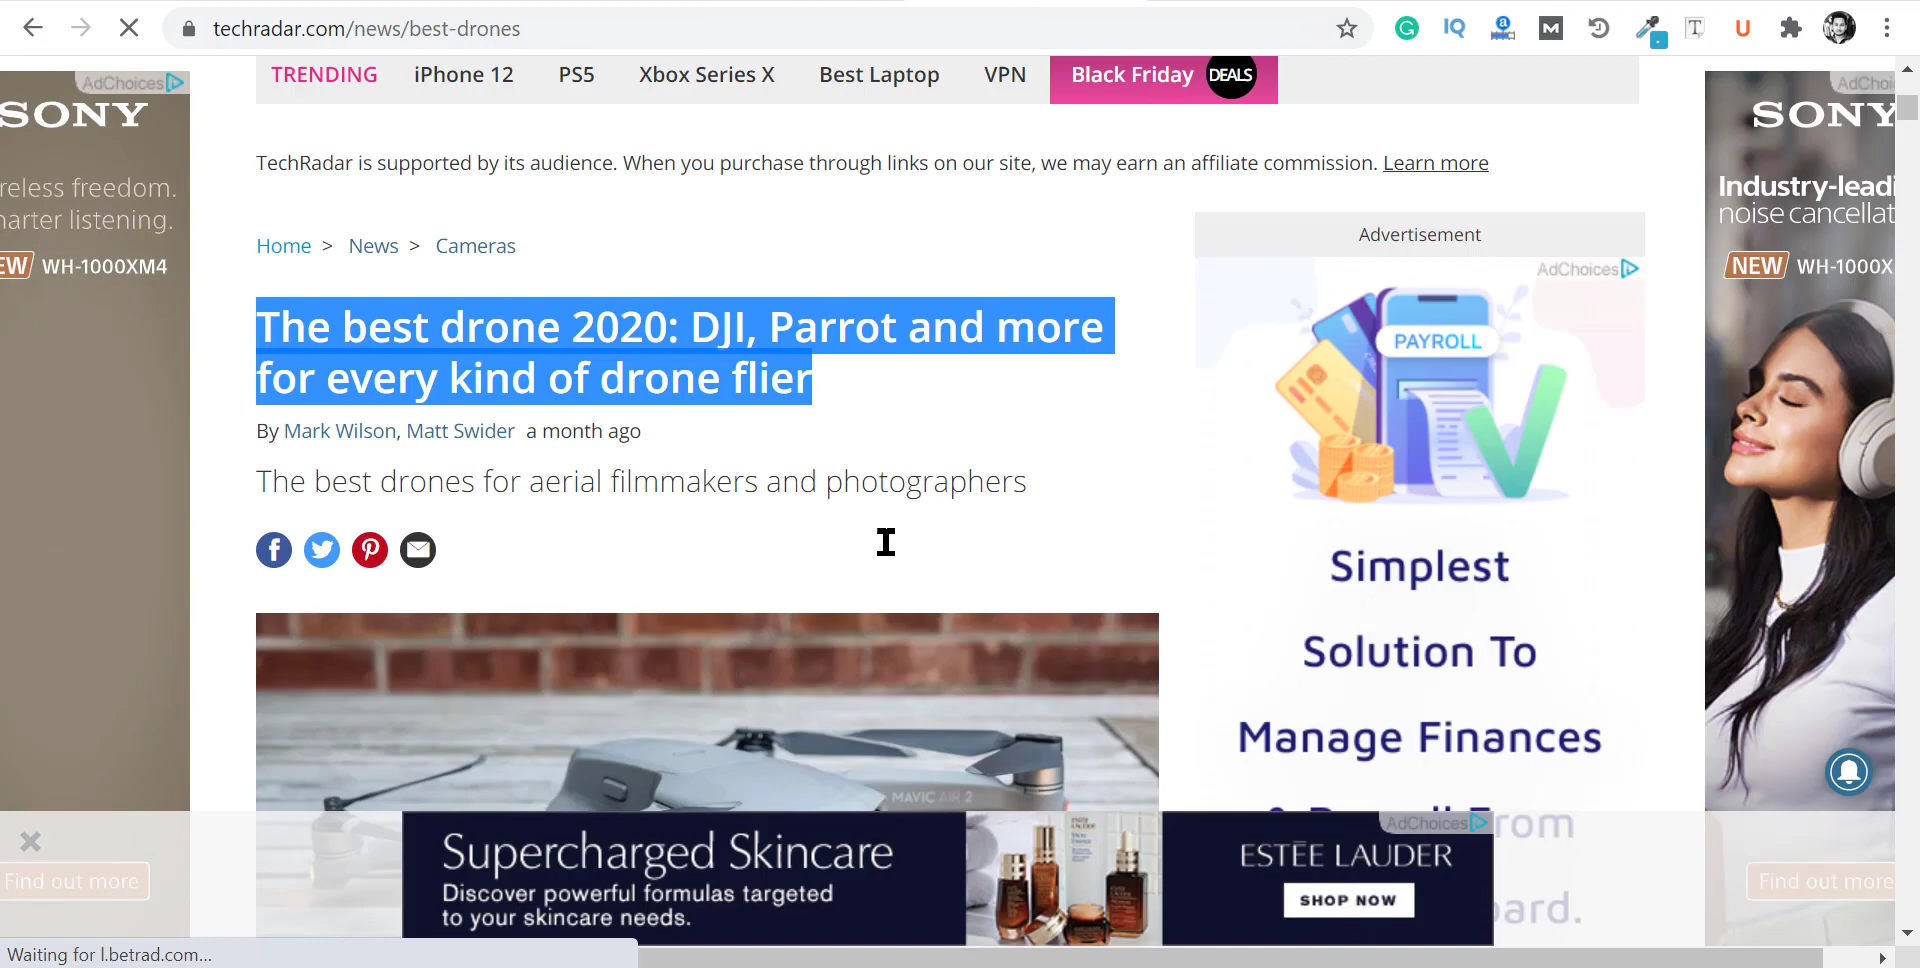 techradar.com/news/best-drones
TRENDING iPhone 12 PS5 Xbox Series X Best Laptop VPN Black Friday DEALS
AdChoices
SONY
SONY
TechRadar is supported by its audience. When you purchase through links on our site, we may earn an affiliate commission. Learn more
freedom.
listening.
WH-1000XM4
Industry-leadi
noise cancellat
NEW WH-1000X
Home > News > Cameras
Advertisement
AdChoices
The best drone 2020: DJI, Parrot and more
for every kind of drone flier
By Mark Wilson, Matt Swider a month ago
The best drones for aerial filmmakers and photographers
PAYROLL
Simplest
Solution To
Manage Finances
MAVIC AIR 2
Supercharged Skincare
Discover powerful formulas targeted
to your skincare needs.
AdChoices
ESTĒE LAUDER
SHOP NOW
Find out more
Find out more
Waiting for l.betrad.com...